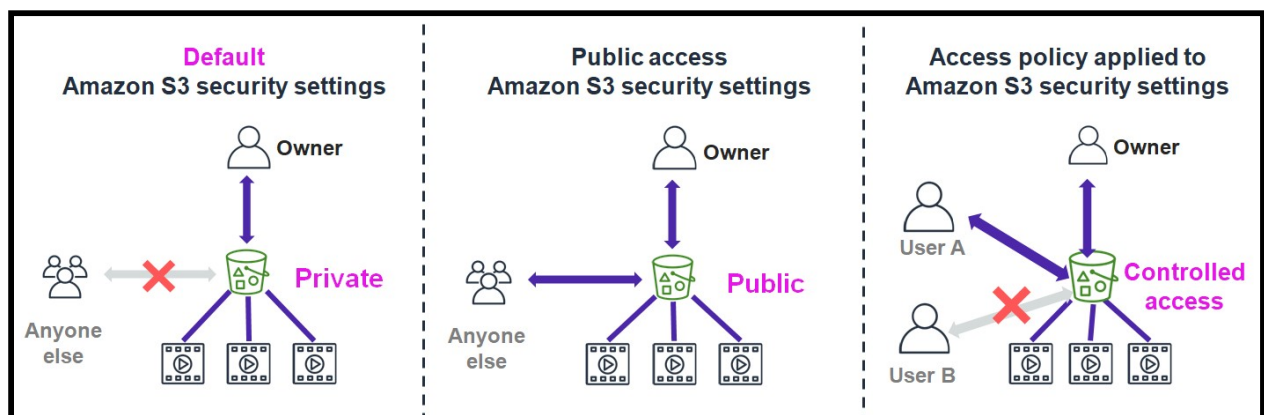 Default
Amazon S3 security settings
Owner
Private
Anyone
else
Public access
Amazon S3 security settings
Owner
Public
Anyone
else
Access policy applied to
Amazon S3 security settings
Owner
User A
Controlled
access
User B